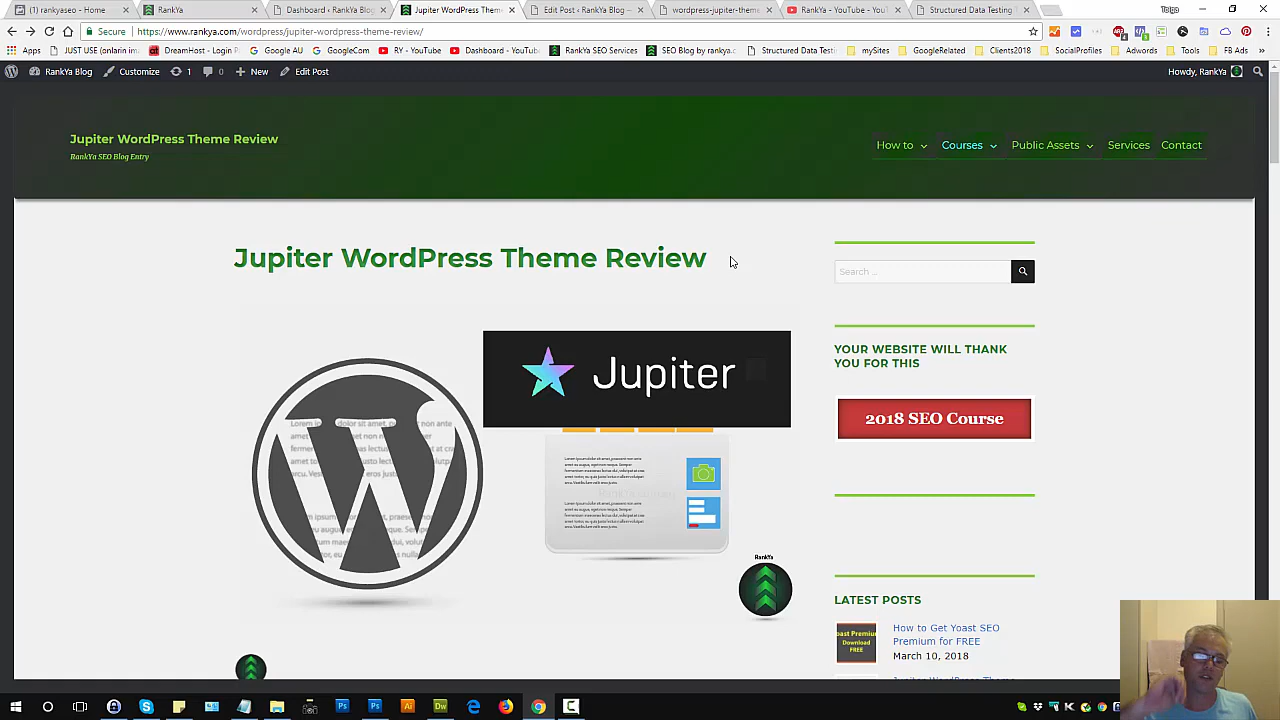 (1) rankyaseo - Home
RankYa
Dashboard ‹ RankYa Blog
Jupiter WordPress Theme
Edit Post ‹ RankYa Blog —
wordpress-jupiter-theme
RankYa - YouTube - YouT
Structured Data Testing T
Tolga
Secure
https://www.rankya.com/wordpress/jupiter-wordpress-theme-review/
Apps
JUST USE (onlarin im
DreamHost - Login
Google AU
GoogleCom
RY - YouTube
Dashboard - YouTube
RankYa SEO Services
SEO Blog by rankya.c
Structured Data Testi
mySites
GoogleRelated
Clients2018
SocialProfiles
Adwords
Tools
FB Ads
RankYa Blog
Customize
1
0
New
Edit Post
Howdy, RankYa
Jupiter WordPress Theme Review
RankYa SEO Blog Entry
How to
Courses
Public Assets
Services
Contact
Jupiter WordPress Theme Review
Search …
YOUR WEBSITE WILL THANK
YOU FOR THIS
Jupiter
2018 SEO Course
RankYa
LATEST POSTS
How to Get Yoast SEO
Premium for FREE
March 10, 2018